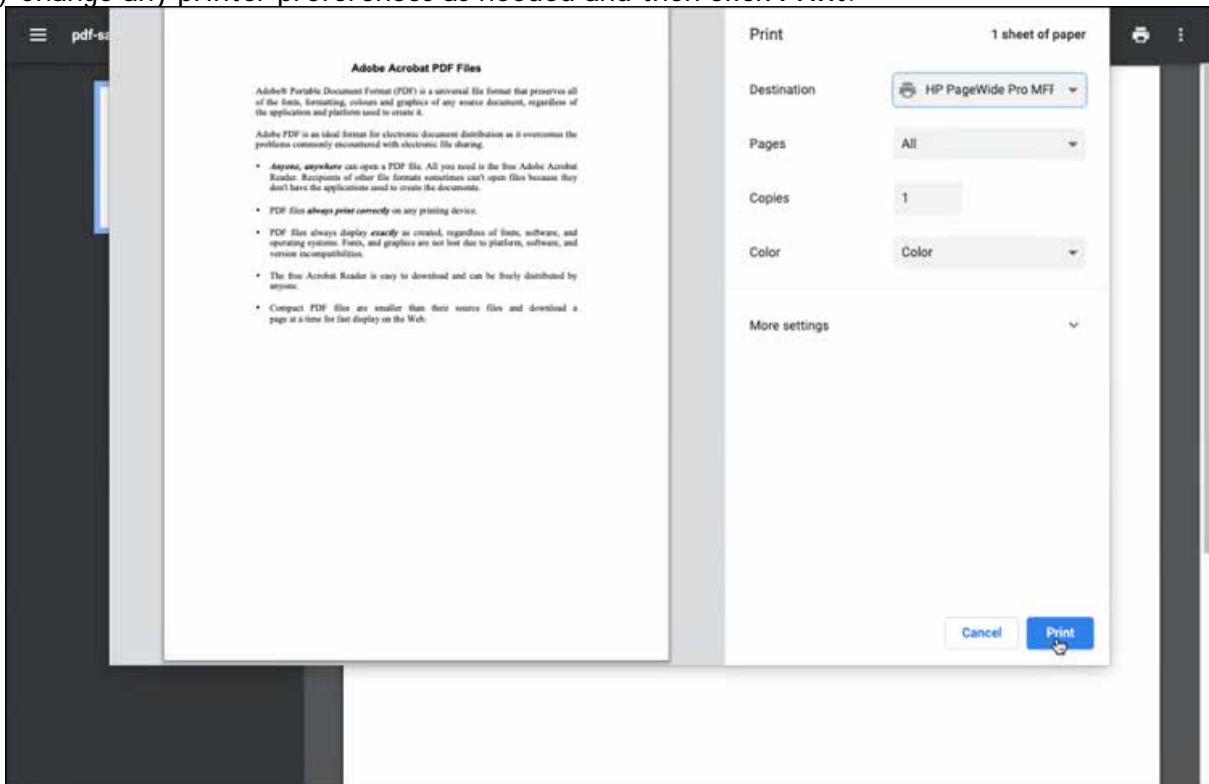 change any printer preferences as needed and then click Print.
pdf-sa
Adobe Acrobat PDF Files
Adobe® Portable Document Format (PDF) is a universal file format that preserves all
of the fonts, formatting, colours and graphics of any source document, regardless of
the application and platform used to create it.
Adobe PDF is an ideal format for electronic document distribution as it overcomes the
problems commonly encountered with electronic file sharing.
• Anyone, anywhere can open a PDF file. All you need is the free Adobe Acrobat
Reader. Recipients of other file formats sometimes can't open files because they
don't have the applications used to create the documents.
• PDF files always print correctly on any printing device.
• PDF files always display exactly as created, regardless of fonts, software, and
operating systems. Fonts, and graphics are not lost due to platform, software, and
version incompatibilities.
• The free Acrobat Reader is easy to download and can be freely distributed by
anyone.
• Compact PDF files are smaller than their source files and download a
page at a time for fast display on the Web.
Print 1 sheet of paper
Destination HP PageWide Pro MFF
Pages All
Copies 1
Color Color
More settings
Cancel Print